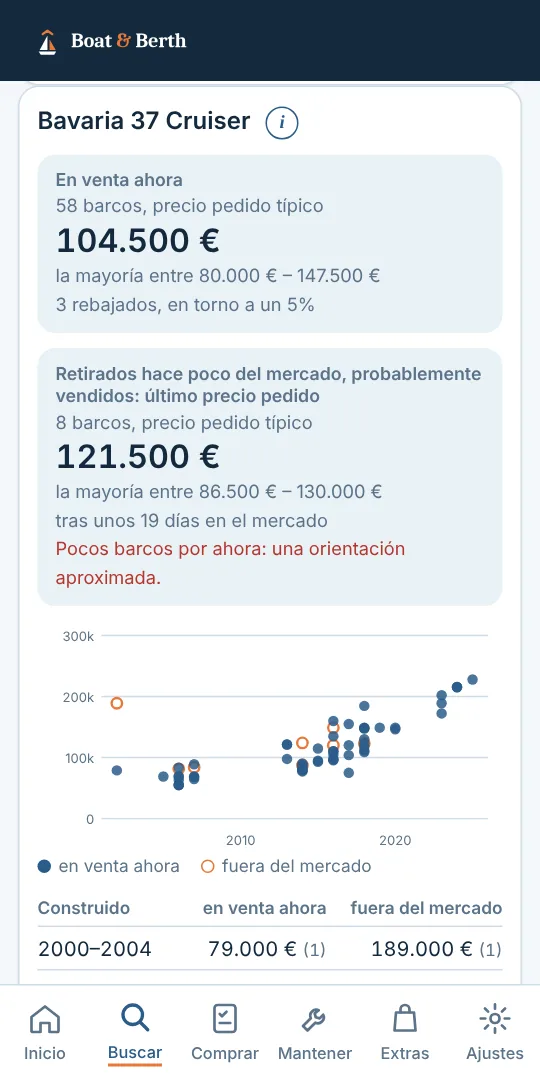 Boat & Berth
Bavaria 37 Cruiser i
En venta ahora
58 barcos, precio pedido típico
104.500 €
la mayoría entre 80.000 € – 147.500 €
3 rebajados, en torno a un 5%
Retirados hace poco del mercado, probablemente
vendidos: último precio pedido
8 barcos, precio pedido típico
121.500 €
la mayoría entre 86.500 € – 130.000 €
tras unos 19 días en el mercado
Pocos barcos por ahora: una orientación
aproximada.
300k
200k
100k
0
2010 2020
en venta ahora fuera del mercado
Construido en venta ahora fuera del mercado
2000–2004 79.000 € (1) 189.000 € (1)
Inicio Buscar Comprar Mantener Extras Ajustes